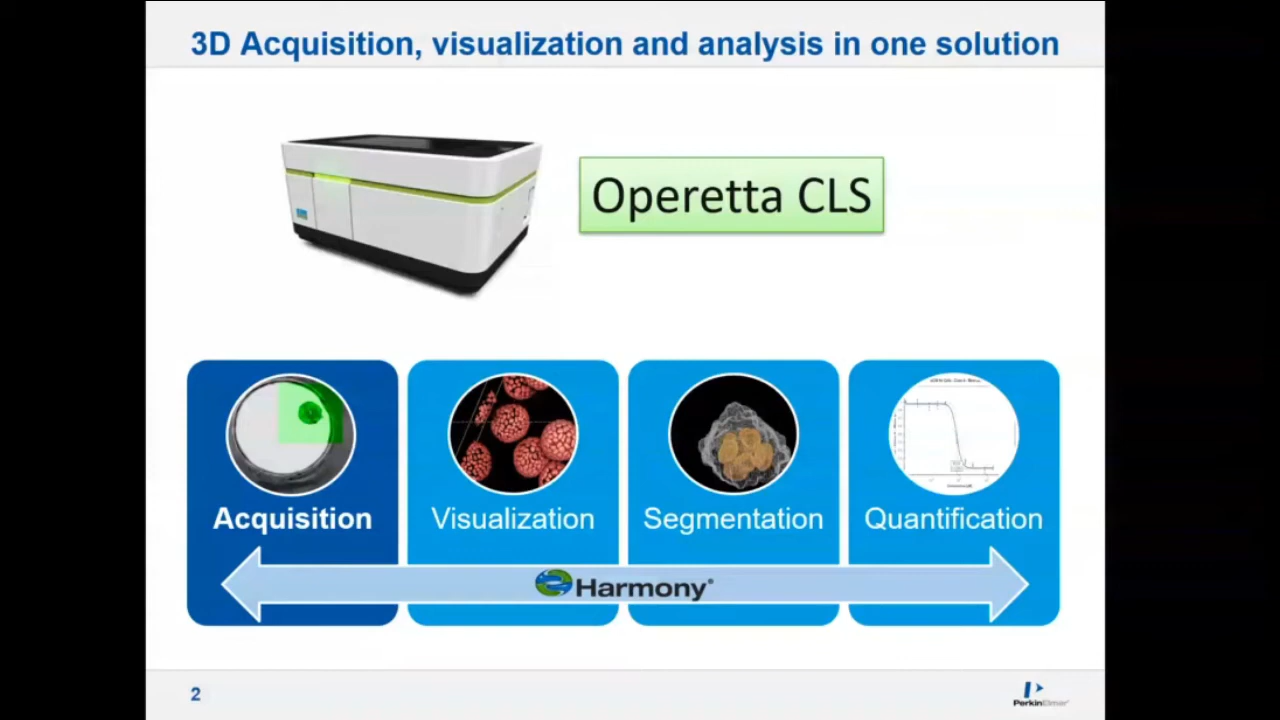 3D Acquisition, visualization and analysis in one solution
Operetta CLS
Acquisition
Visualization
Segmentation
Quantification
Harmony®
2
PerkinElmer